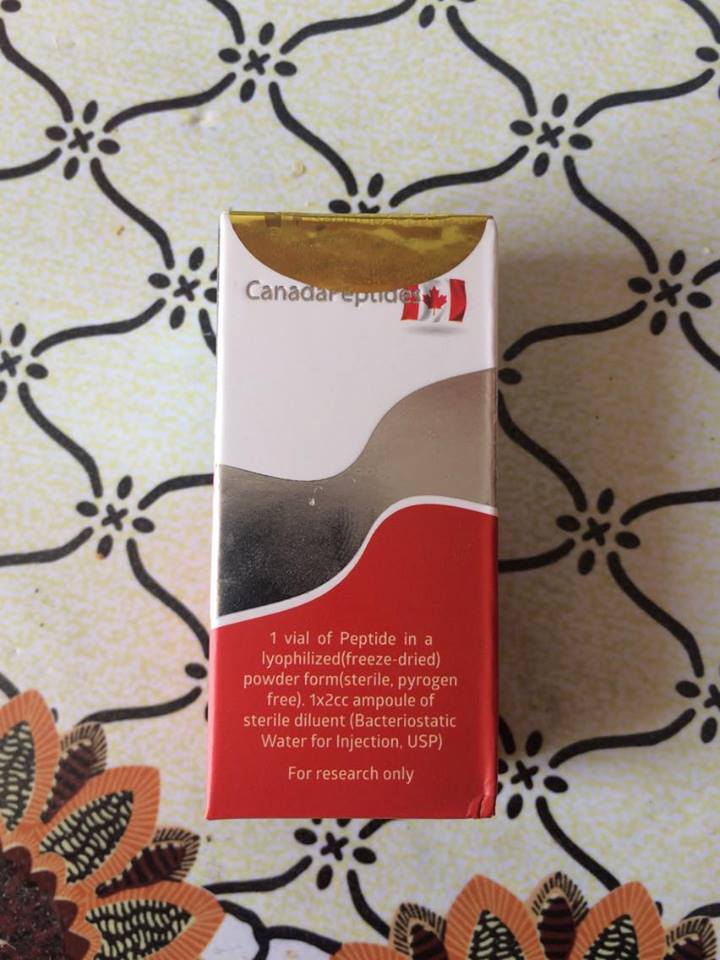 CanadaPeptides
1 vial of Peptide in a
lyophilized(freeze-dried)
powder form(sterile, pyrogen
free). 1x2cc ampoule of
sterile diluent (Bacteriostatic
Water for Injection, USP)
For research only